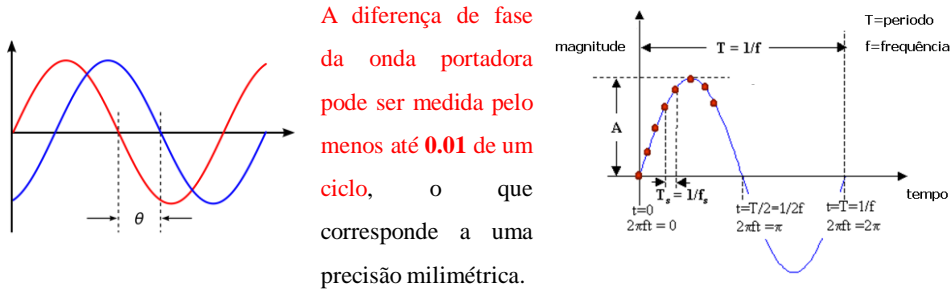 θ
A diferença de fase
da onda portadora
pode ser medida pelo
menos até 0.01 de um
ciclo, o que
corresponde a uma
precisão milimétrica.
T=periodo
f=frequência
magnitude
T = 1/f
A
T_s = 1/f_s
tempo
t=0
2πft = 0
t=T/2=1/2f
2πft =π
t=T=1/f
2πft=2π